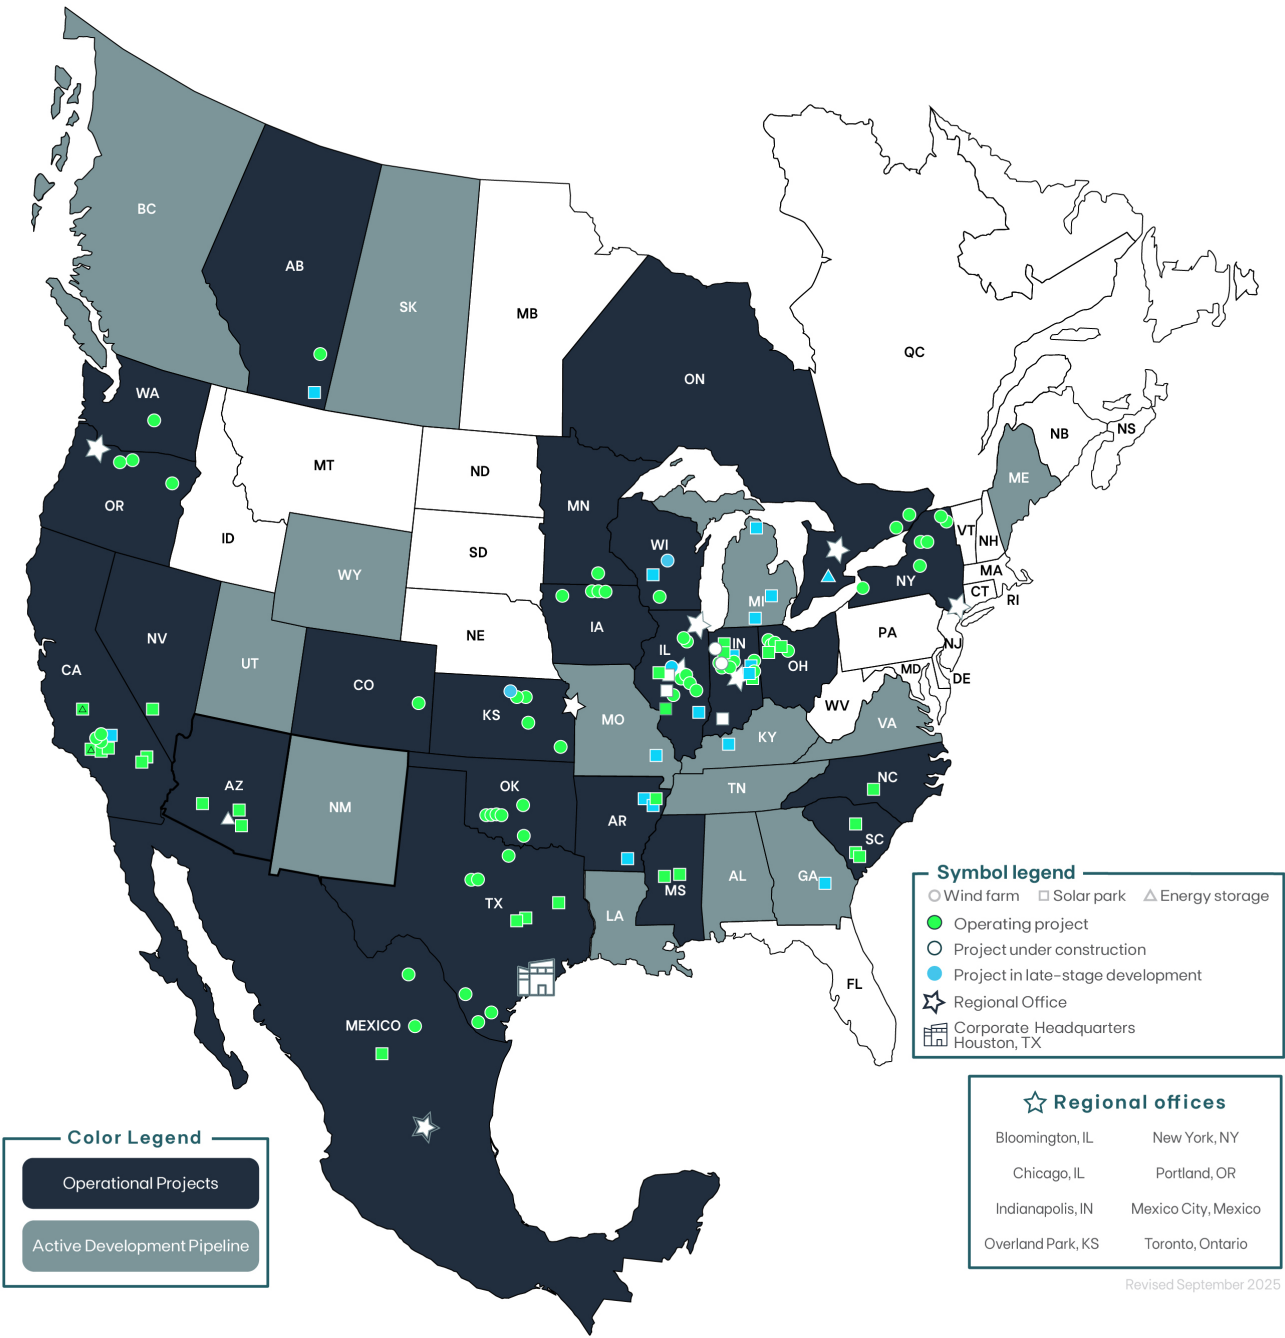 BC
AB
SK
MB
ON
QC
NB
NS
ME
WA
OR
MT
ID
ND
SD
MN
WI
MI
WY
NE
IA
NY
VT
NH
MA
CT
RI
PA
NJ
MD
DE
CA
NV
UT
CO
KS
MO
IL
IN
OH
WV
VA
KY
AZ
NM
OK
AR
TN
NC
SC
TX
LA
MS
AL
GA
FL
MEXICO
Symbol legend
Wind farm
Solar park
Energy storage
Operating project
Project under construction
Project in late-stage development
Regional Office
Corporate Headquarters
Houston, TX
Regional offices
Bloomington, IL
New York, NY
Chicago, IL
Portland, OR
Indianapolis, IN
Mexico City, Mexico
Overland Park, KS
Toronto, Ontario
Color Legend
Operational Projects
Active Development Pipeline
Revised September 2025